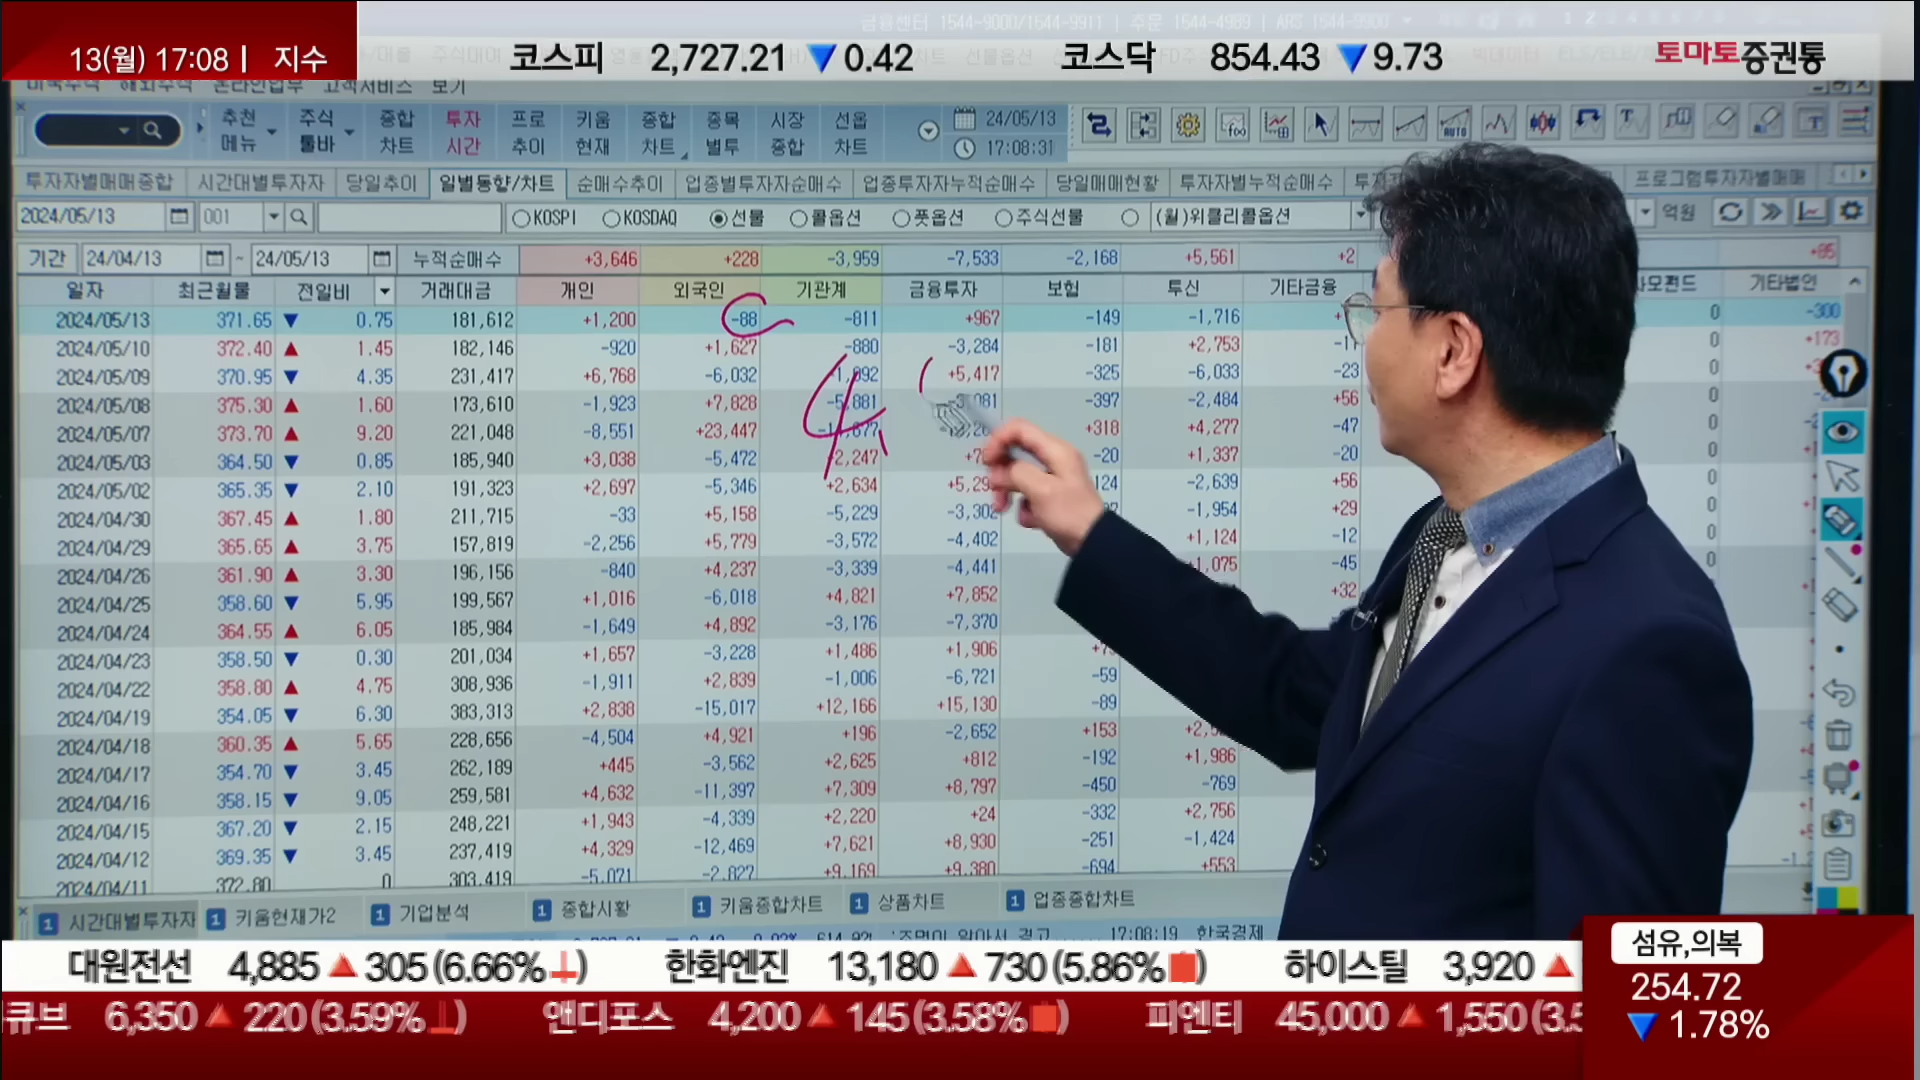 13(월) 17:08 | 지수
코스피 2,727.21 ▼0.42
코스닥 854.43 ▼9.73
토마토증권통
미국주식 해외주식 온라인업무 고객서비스 보기
추천 메뉴
주식 툴바
종합 차트
투자 시간
프로 추이
키움 현재
종합 차트
종목 별투
시장 종합
선옵 차트
24/05/13
17:08:31
투자자별매매종합 시간대별투자자 당일추이 일별동향/차트 순매수추이 업종별투자자순매수 업종투자자누적순매수 당일매매현황 투자자별누적순매수 프로그램투자자별매매
2024/05/13 001 KOSPI KOSDAQ 선물 콜옵션 풋옵션 주식선물 (월)위클리콜옵션 억원
기간 24/04/13 ~ 24/05/13 누적순매수 +3,646 +228 -3,959 -7,533 -2,168 +5,561 +2 +85
일자 최근월물 전일비 거래대금 개인 외국인 기관계 금융투자 보험 투신 기타금융 사모펀드 기타법인
2024/05/13 371.65 ▼ 0.75 181,612 +1,200 -88 -811 +967 -149 -1,716 0 -300
2024/05/10 372.40 ▲ 1.45 182,146 -920 +1,627 -880 -3,284 -181 +2,753 0 +173
2024/05/09 370.95 ▼ 4.35 231,417 +6,768 -6,032 +5,417 -325 -6,033 -23 0
2024/05/08 375.30 ▲ 1.60 173,610 -1,923 +7,828 -5,881 -397 -2,484 +56 0
2024/05/07 373.70 ▲ 9.20 221,048 -8,551 +23,447 +318 +4,277 -47 0
2024/05/03 364.50 ▼ 0.85 185,940 +3,038 -5,472 +2,247 -20 +1,337 -20 0
2024/05/02 365.35 ▼ 2.10 191,323 +2,697 -5,346 +2,634 -2,639 +56 0
2024/04/30 367.45 ▲ 1.80 211,715 -33 +5,158 -5,229 -3,302 -1,954 +29 0
2024/04/29 365.65 ▲ 3.75 157,819 -2,256 +5,779 -3,572 -4,402 +1,124 -12 0
2024/04/26 361.90 ▲ 3.30 196,156 -840 +4,237 -3,339 -4,441 -45 0
2024/04/25 358.60 ▼ 5.95 199,567 +1,016 -6,018 +4,821 +7,852 +32
2024/04/24 364.55 ▲ 6.05 185,984 -1,649 +4,892 -3,176 -7,370
2024/04/23 358.50 ▼ 0.30 201,034 +1,657 -3,228 +1,486 +1,906
2024/04/22 358.80 ▲ 4.75 308,936 -1,911 +2,839 -1,006 -6,721 -59
2024/04/19 354.05 ▼ 6.30 383,313 +2,838 -15,017 +12,166 +15,130 -89
2024/04/18 360.35 ▲ 5.65 228,656 -4,504 +4,921 +196 -2,652 +153
2024/04/17 354.70 ▼ 3.45 262,189 +445 -3,562 +2,625 +812 -192 +1,986
2024/04/16 358.15 ▼ 9.05 259,581 +4,632 -11,397 +7,309 +8,797 -450 -769
2024/04/15 367.20 ▼ 2.15 248,221 +1,943 -4,339 +2,220 +24 -332 +2,756
2024/04/12 369.35 ▼ 3.45 237,419 +4,329 -12,469 +7,621 +8,930 -251 -1,424
2024/04/11 372.80 0 303,419 -5,071 -2,827 +9,169 +9,380 -694 +553
1 시간대별투자자 1 키움현재가2 1 기업분석 1 종합시황 1 키움종합차트 1 상품차트 1 업종종합차트
17:08:19 한국경제
대원전선 4,885 ▲305(6.66%) 한화엔진 13,180 ▲730(5.86%) 하이스틸 3,920 ▲
큐브 6,350 ▲220(3.59%) 앤디포스 4,200 ▲145(3.58%) 피엔티 45,000 ▲1,550(3.5
섬유,의복
254.72
▼ 1.78%